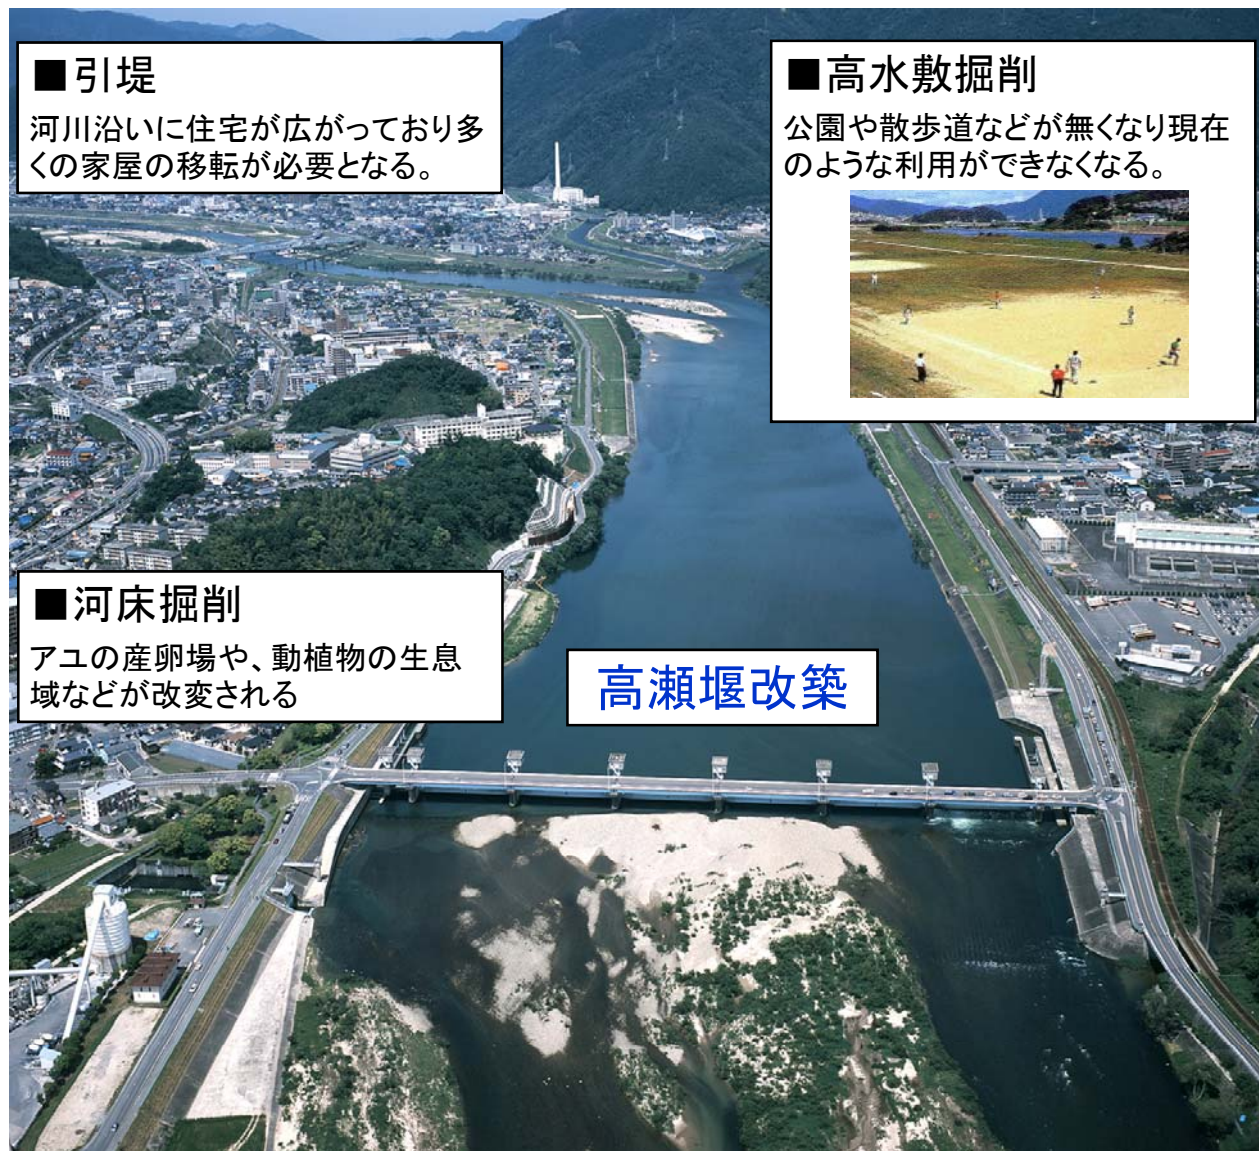 ■引堤
河川沿いに住宅が広がっており多
くの家屋の移転が必要となる。
■高水敷掘削
公園や散歩道などが無くなり現在
のような利用ができなくなる。
■河床掘削
アユの産卵場や、動植物の生息
域などが改変される
高瀬堰改築